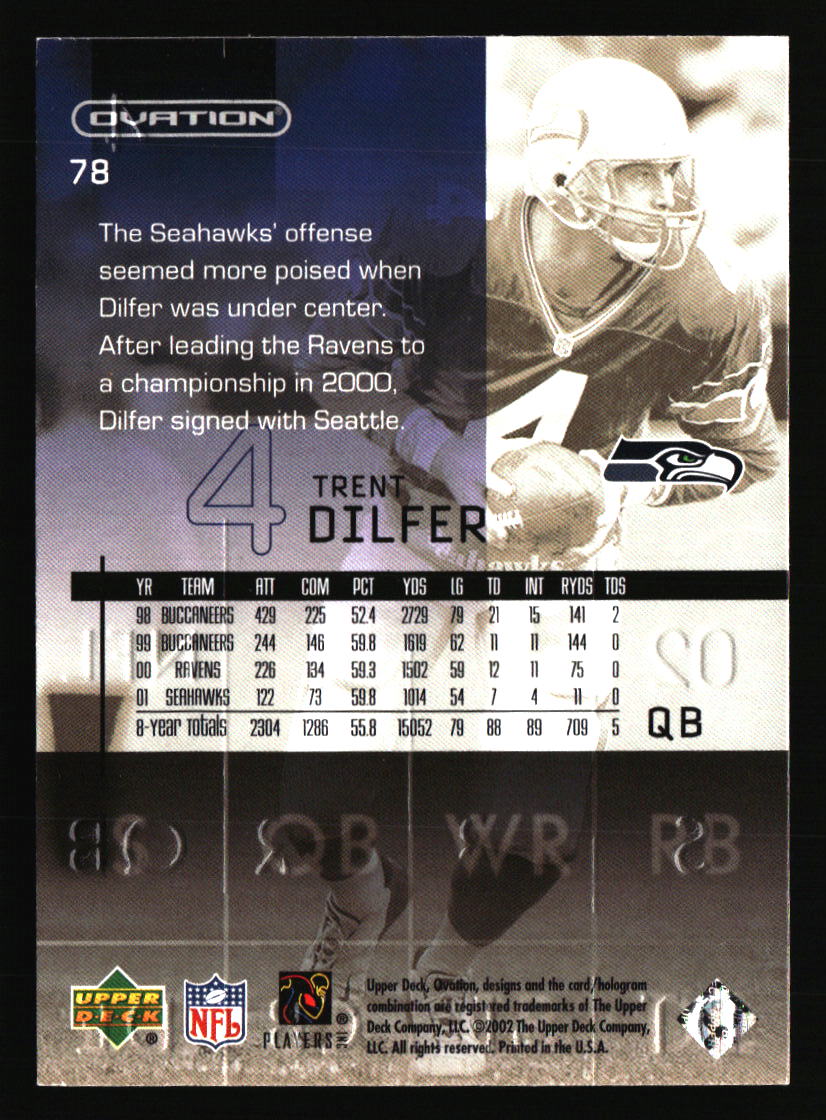 OVATION
78
The Seahawks' offense
seemed more poised when
Dilfer was under center.
After leading the Ravens to
a championship in 2000,
Dilfer signed with Seattle.
4
4
TRENT
DILFER
YR TEAM ATT COM PCT YDS LG TD INT RYDS TDS
98 BUCCANEERS 429 225 52.4 2729 79 21 15 141 2
99 BUCCANEERS 244 146 59.8 1619 62 11 11 144 0
00 RAVENS 226 134 59.3 1502 59 12 11 75 0
01 SEAHAWKS 122 73 59.8 1014 54 7 4 11 0
8-Year Totals 2304 1286 55.8 15052 79 88 89 709 5
QB
QB WR RB
UPPER
DECK
®
NFL
PLAYERS INC ®
Upper Deck, Ovation, designs and the card/hologram
combination are registered trademarks of The Upper
Deck Company, LLC. ©2002 The Upper Deck Company,
LLC. All rights reserved. Printed in the U.S.A.